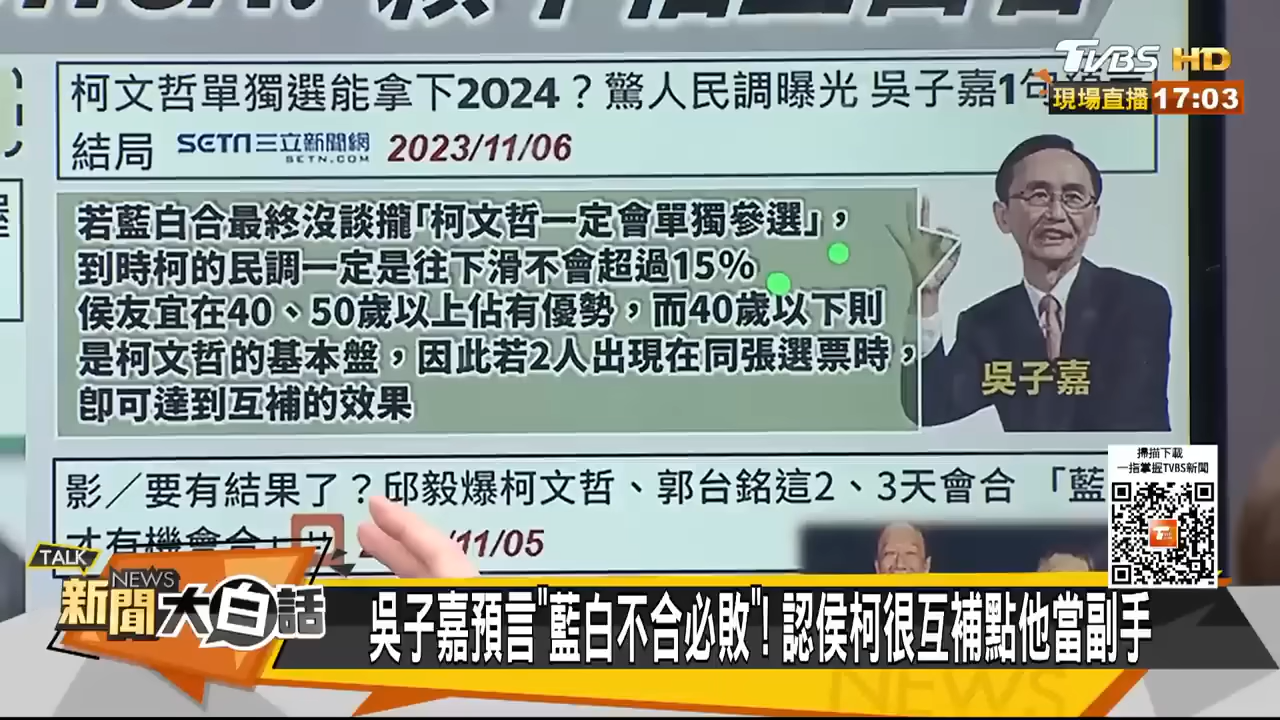 TVBS HD
現場直播 17:03
柯文哲單獨選能拿下2024？驚人民調曝光 吳子嘉1句
結局 SETN三立新聞網 2023/11/06
SETN.COM
若藍白合最終沒談攏「柯文哲一定會單獨參選」，
到時柯的民調一定是往下滑不會超過15%
侯友宜在40、50歲以上佔有優勢，而40歲以下則
是柯文哲的基本盤，因此若2人出現在同張選票時，
即可達到互補的效果
吳子嘉
掃描下載
一指掌握TVBS新聞
影／要有結果了？邱毅爆柯文哲、郭台銘這2、3天會合 「藍
才有機會合 11/05
TALK
NEWS
新聞大白話
吳子嘉預言"藍白不合必敗"! 認侯柯很互補點他當副手
NEWS